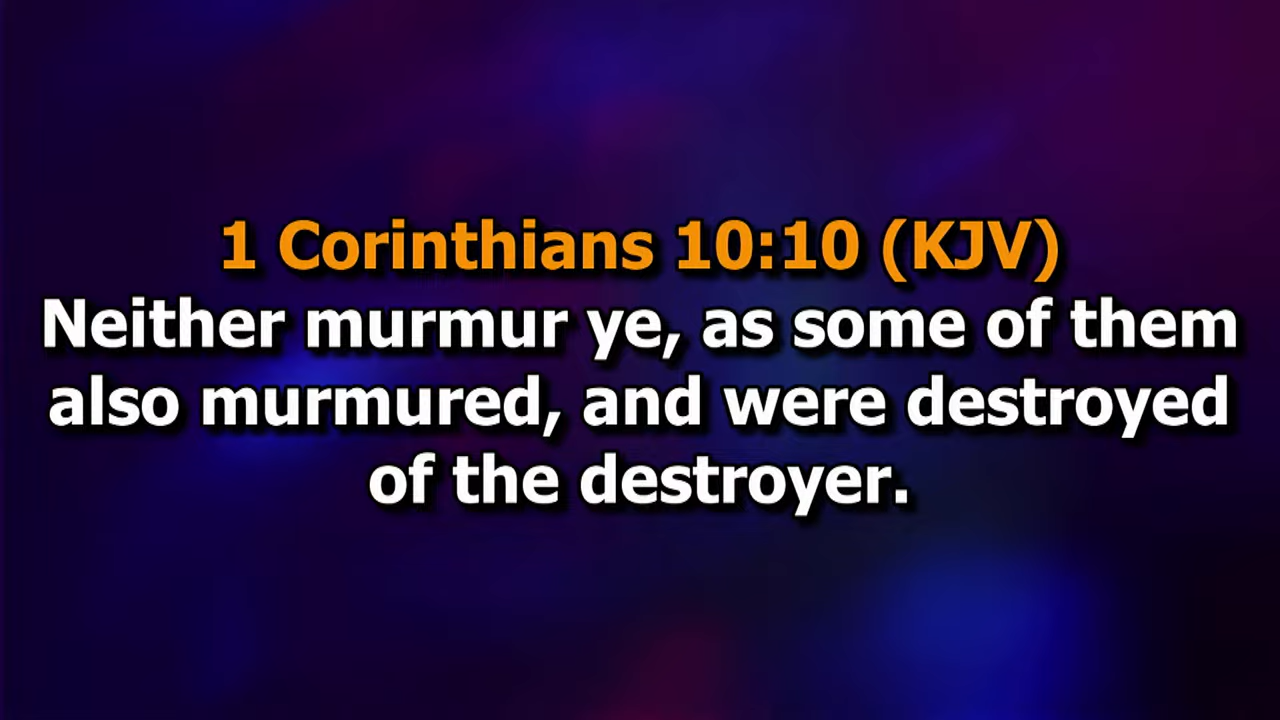 1 Corinthians 10:10 (KJV)
Neither murmur ye, as some of them
also murmured, and were destroyed
of the destroyer.